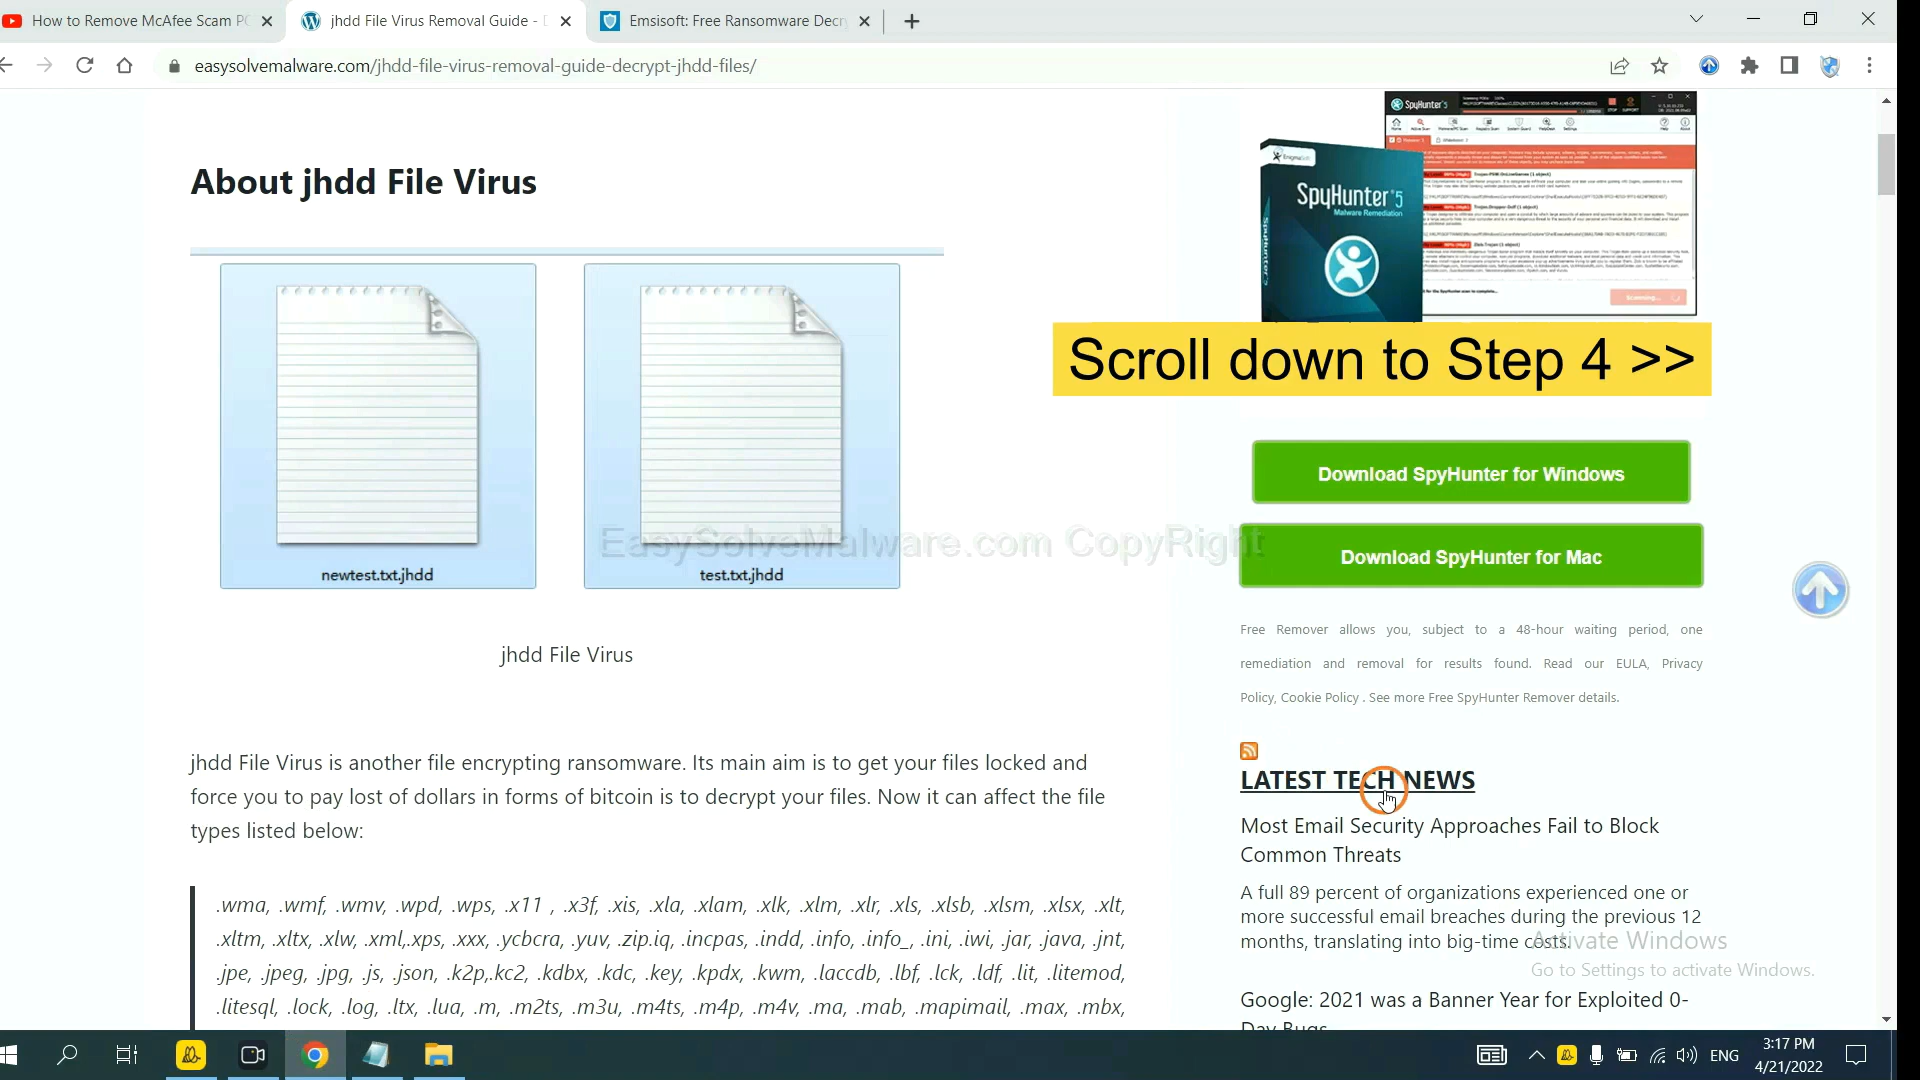 How to Remove McAfee Scam PC
jhdd File Virus Removal Guide -
Emsisoft: Free Ransomware Decry
easysolvemalware.com/jhdd-file-virus-removal-guide-decrypt-jhdd-files/
About jhdd File Virus
newtest.txt.jhdd
test.txt.jhdd
jhdd File Virus
EasySolveMalware.com CopyRight
jhdd File Virus is another file encrypting ransomware. Its main aim is to get your files locked and
force you to pay lost of dollars in forms of bitcoin is to decrypt your files. Now it can affect the file
types listed below:
.wma, .wmf, .wmv, .wpd, .wps, .x11 , .x3f, .xis, .xla, .xlam, .xlk, .xlm, .xlr, .xls, .xlsb, .xlsm, .xlsx, .xlt,
.xltm, .xltx, .xlw, .xml,.xps, .xxx, .ycbcra, .yuv, .zip.iq, .incpas, .indd, .info, .info_, .ini, .iwi, .jar, .java, .jnt,
.jpe, .jpeg, .jpg, .js, .json, .k2p,.kc2, .kdbx, .kdc, .key, .kpdx, .kwm, .laccdb, .lbf, .lck, .ldf, .lit, .litemod,
.litesql, .lock, .log, .ltx, .lua, .m, .m2ts, .m3u, .m4ts, .m4p, .m4v, .ma, .mab, .mapimail, .max, .mbx,
SpyHunter 5
EnigmaSoft
SpyHunter 5
Malware Remediation
Scroll down to Step 4 >>
Download SpyHunter for Windows
Download SpyHunter for Mac
Free Remover allows you, subject to a 48-hour waiting period, one
remediation and removal for results found. Read our EULA, Privacy
Policy, Cookie Policy . See more Free SpyHunter Remover details.
LATEST TECH NEWS
Most Email Security Approaches Fail to Block
Common Threats
A full 89 percent of organizations experienced one or
more successful email breaches during the previous 12
months, translating into big-time costs.
Google: 2021 was a Banner Year for Exploited 0-
Day Bugs
Activate Windows
Go to Settings to activate Windows.
ENG
3:17 PM
4/21/2022